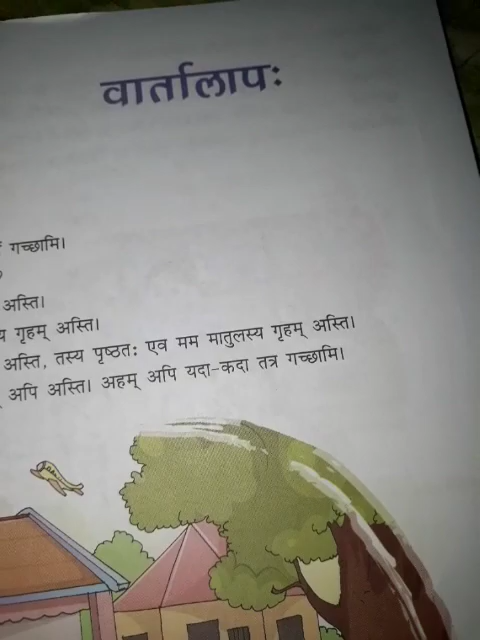 वार्तालापः
गच्छामि।
अस्ति।
गृहम् अस्ति।
अस्ति, तस्य पृष्ठतः एव मम मातुलस्य गृहम् अस्ति।
अपि अस्ति। अहम् अपि यदा-कदा तत्र गच्छामि।